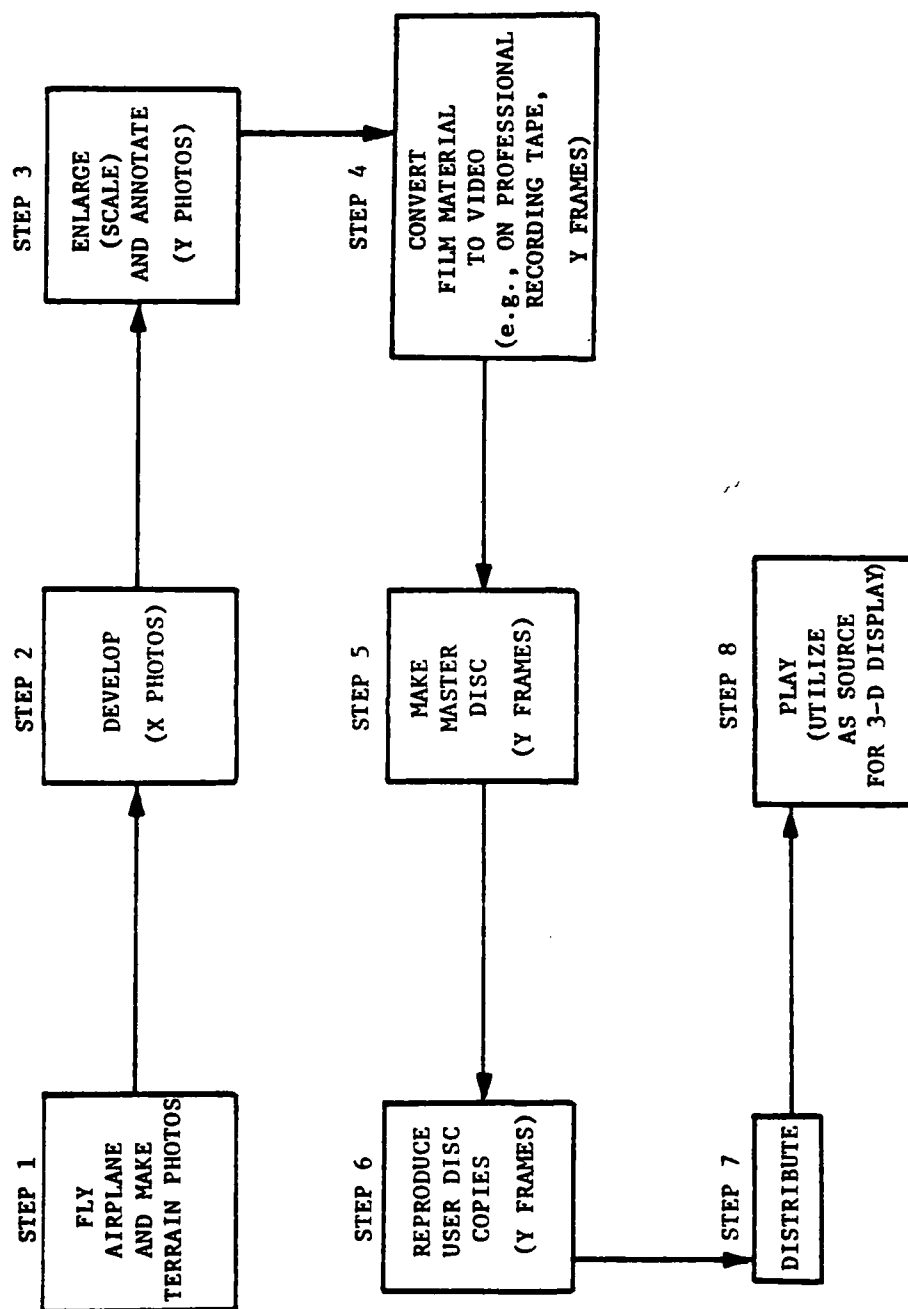 STEP 1
FLY
AIRPLANE
AND MAKE
TERRAIN PHOTOS
STEP 2
DEVELOP
(X PHOTOS)
STEP 3
ENLARGE
(SCALE)
AND ANNOTATE
(Y PHOTOS)
STEP 4
CONVERT
FILM MATERIAL
TO VIDEO
(e.g., ON PROFESSIONAL
RECORDING TAPE,
Y FRAMES)
STEP 5
MAKE
MASTER
DISC
(Y FRAMES)
STEP 6
REPRODUCE
USER DISC
COPIES
(Y FRAMES)
STEP 7
DISTRIBUTE
STEP 8
PLAY
(UTILIZE
AS SOURCE
FOR 3-D DISPLAY)